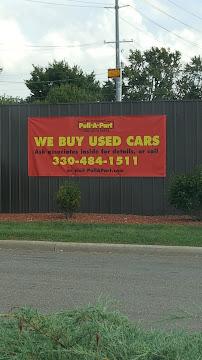 Pull-A-Part
WE BUY USED CARS
Ask associates inside for details, or call
330-484-1511
or visit PullAPart.com